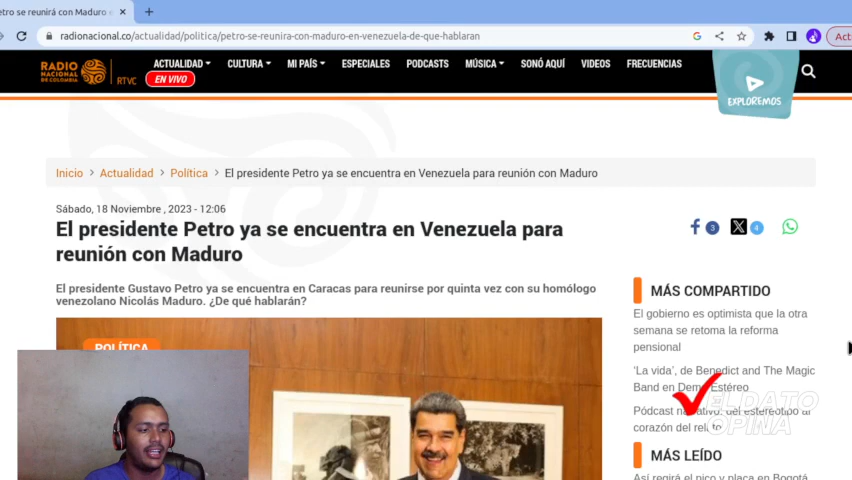 etro se reunirá con Maduro
radionacional.co/actualidad/politica/petro-se-reunira-con-maduro-en-venezuela-de-que-hablaran
Act
RADIO
NACIONAL
DE COLOMBIA
RTVC
ACTUALIDAD
CULTURA
MI PAÍS
ESPECIALES
PODCASTS
MÚSICA
SONÓ AQUÍ
VIDEOS
FRECUENCIAS
EN VIVO
EXPLOREMOS
Inicio > Actualidad > Política > El presidente Petro ya se encuentra en Venezuela para reunión con Maduro
Sábado, 18 Noviembre , 2023 - 12:06
El presidente Petro ya se encuentra en Venezuela para
reunión con Maduro
3
4
El presidente Gustavo Petro ya se encuentra en Caracas para reunirse por quinta vez con su homólogo
venezolano Nicolás Maduro. ¿De qué hablarán?
POLÍTICA
MÁS COMPARTIDO
El gobierno es optimista que la otra
semana se retoma la reforma
pensional
'La vida', de Benedict and The Magic
Band en Demo Estéreo
Pódcast narrativo: del estereotipo al
corazón del relato
EL DATO
OPINA
MÁS LEÍDO
Así regirá el pico y placa en Bogotá